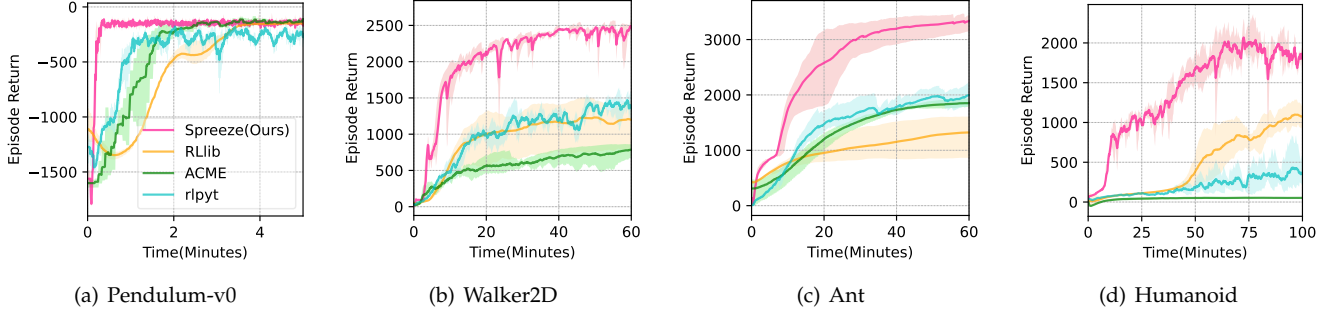 0
−500
−1000
−1500
Episode Return
0
2
4
Time(Minutes)
Spreeze(Ours)
RLlib
ACME
rlpyt
(a) Pendulum-v0
2500
2000
1500
1000
500
0
Episode Return
0
20
40
60
Time(Minutes)
(b) Walker2D
3000
2000
1000
0
Episode Return
0
20
40
60
Time(Minutes)
(c) Ant
2000
1500
1000
500
0
Episode Return
0
25
50
75
100
Time(Minutes)
(d) Humanoid